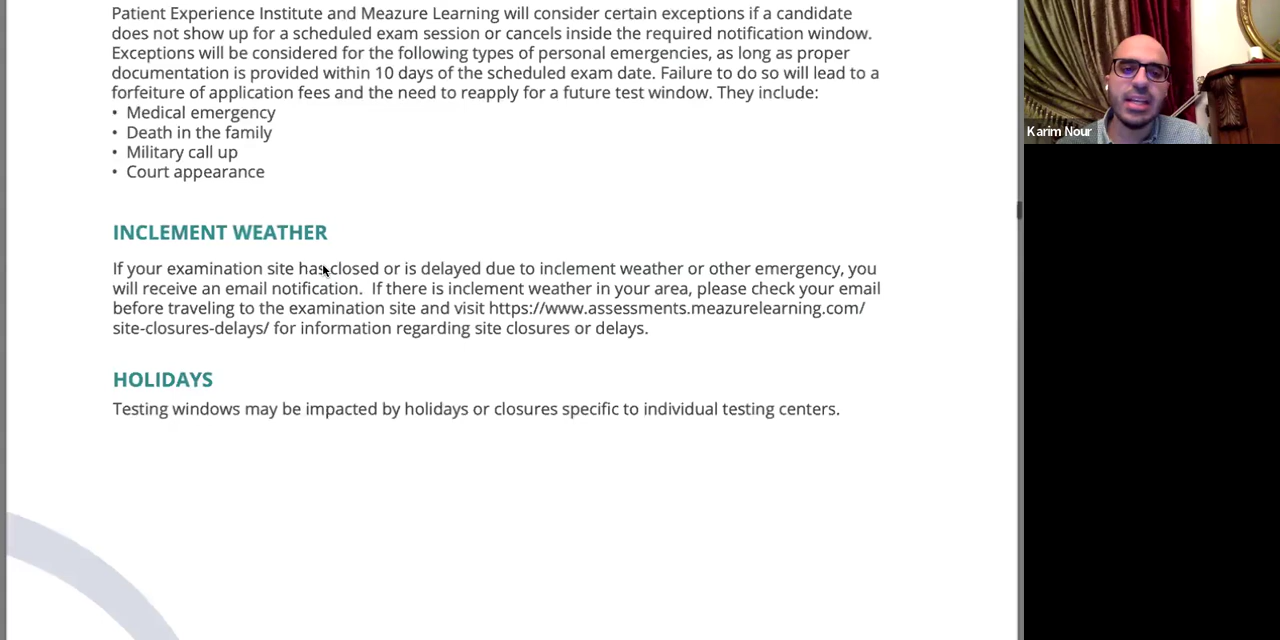 Patient Experience Institute and Meazure Learning will consider certain exceptions if a candidate
does not show up for a scheduled exam session or cancels inside the required notification window.
Exceptions will be considered for the following types of personal emergencies, as long as proper
documentation is provided within 10 days of the scheduled exam date. Failure to do so will lead to a
forfeiture of application fees and the need to reapply for a future test window. They include:
• Medical emergency
• Death in the family
• Military call up
• Court appearance
INCLEMENT WEATHER
If your examination site has closed or is delayed due to inclement weather or other emergency, you
will receive an email notification.  If there is inclement weather in your area, please check your email
before traveling to the examination site and visit https://www.assessments.meazurelearning.com/
site-closures-delays/ for information regarding site closures or delays.
HOLIDAYS
Testing windows may be impacted by holidays or closures specific to individual testing centers.
Karim Nour